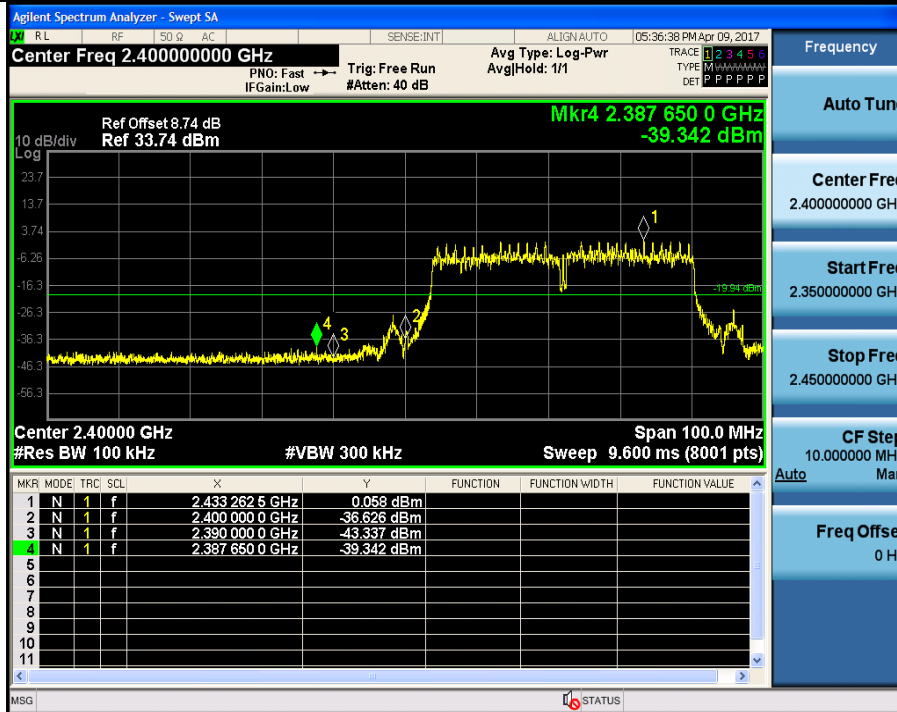 Agilent Spectrum Analyzer - Swept SA
LXI RL RF 50 Ω AC SENSE:INT ALIGN AUTO 05:36:38 PM Apr 09, 2017
Center Freq 2.400000000 GHz
PNO: Fast
IFGain:Low
Trig: Free Run
#Atten: 40 dB
Avg Type: Log-Pwr
Avg|Hold: 1/1
TRACE 1 2 3 4 5 6
TYPE MWWWWW
DET P P P P P P
Mkr4 2.387 650 0 GHz
-39.342 dBm
Ref Offset 8.74 dB
10 dB/div Ref 33.74 dBm
Log
23.7
13.7
3.74
-6.26
-16.3
-26.3
-36.3
-46.3
-56.3
1
2
3
4
-19.94 dBm
Center 2.40000 GHz Span 100.0 MHz
#Res BW 100 kHz #VBW 300 kHz Sweep 9.600 ms (8001 pts)
MKR MODE TRC SCL X Y FUNCTION FUNCTION WIDTH FUNCTION VALUE
1 N 1 f 2.433 262 5 GHz 0.058 dBm
2 N 1 f 2.400 000 0 GHz -36.626 dBm
3 N 1 f 2.390 000 0 GHz -43.337 dBm
4 N 1 f 2.387 650 0 GHz -39.342 dBm
5
6
7
8
9
10
11
MSG STATUS
Frequency
Auto Tun
Center Fre
2.400000000 GH
Start Fre
2.350000000 GH
Stop Fre
2.450000000 GH
CF Ste
10.000000 MH
Auto Ma
Freq Offse
0 H